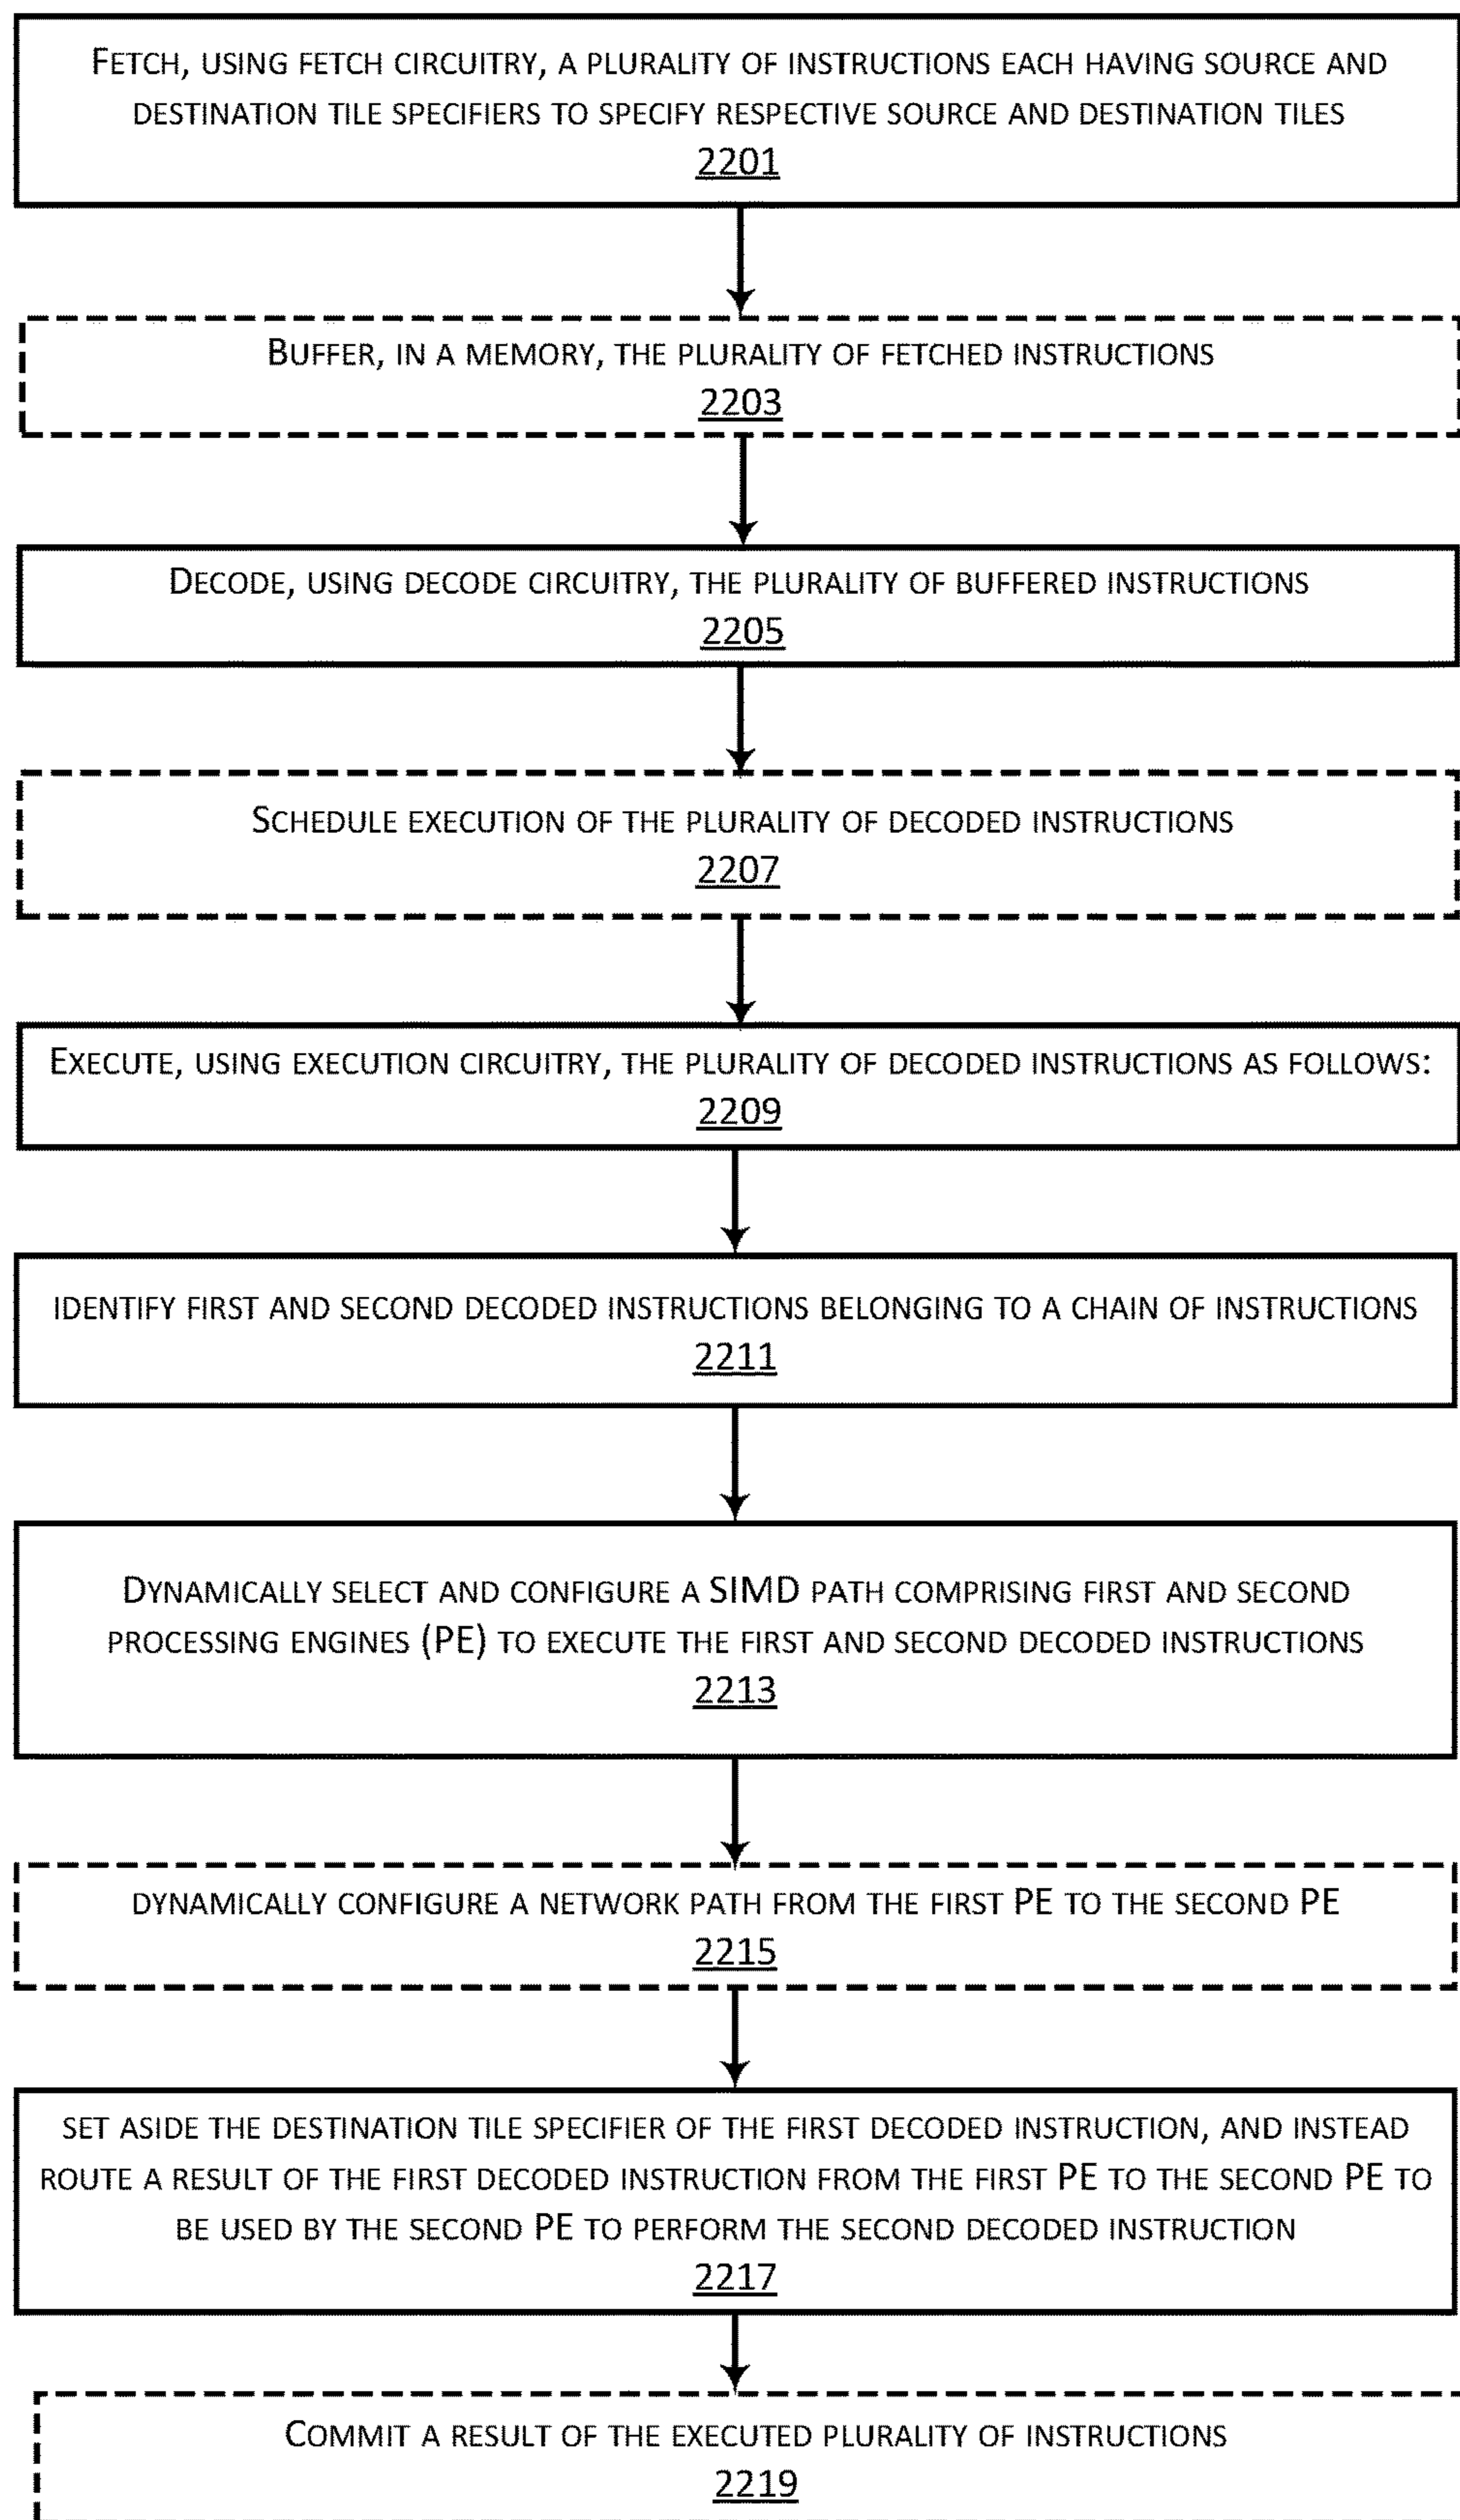 FETCH, USING FETCH CIRCUITRY, A PLURALITY OF INSTRUCTIONS EACH HAVING SOURCE AND
DESTINATION TILE SPECIFIERS TO SPECIFY RESPECTIVE SOURCE AND DESTINATION TILES
2201
BUFFER, IN A MEMORY, THE PLURALITY OF FETCHED INSTRUCTIONS
2203
DECODE, USING DECODE CIRCUITRY, THE PLURALITY OF BUFFERED INSTRUCTIONS
2205
SCHEDULE EXECUTION OF THE PLURALITY OF DECODED INSTRUCTIONS
2207
EXECUTE, USING EXECUTION CIRCUITRY, THE PLURALITY OF DECODED INSTRUCTIONS AS FOLLOWS:
2209
IDENTIFY FIRST AND SECOND DECODED INSTRUCTIONS BELONGING TO A CHAIN OF INSTRUCTIONS
2211
DYNAMICALLY SELECT AND CONFIGURE A SIMD PATH COMPRISING FIRST AND SECOND
PROCESSING ENGINES (PE) TO EXECUTE THE FIRST AND SECOND DECODED INSTRUCTIONS
2213
DYNAMICALLY CONFIGURE A NETWORK PATH FROM THE FIRST PE TO THE SECOND PE
2215
SET ASIDE THE DESTINATION TILE SPECIFIER OF THE FIRST DECODED INSTRUCTION, AND INSTEAD
ROUTE A RESULT OF THE FIRST DECODED INSTRUCTION FROM THE FIRST PE TO THE SECOND PE TO
BE USED BY THE SECOND PE TO PERFORM THE SECOND DECODED INSTRUCTION
2217
COMMIT A RESULT OF THE EXECUTED PLURALITY OF INSTRUCTIONS
2219